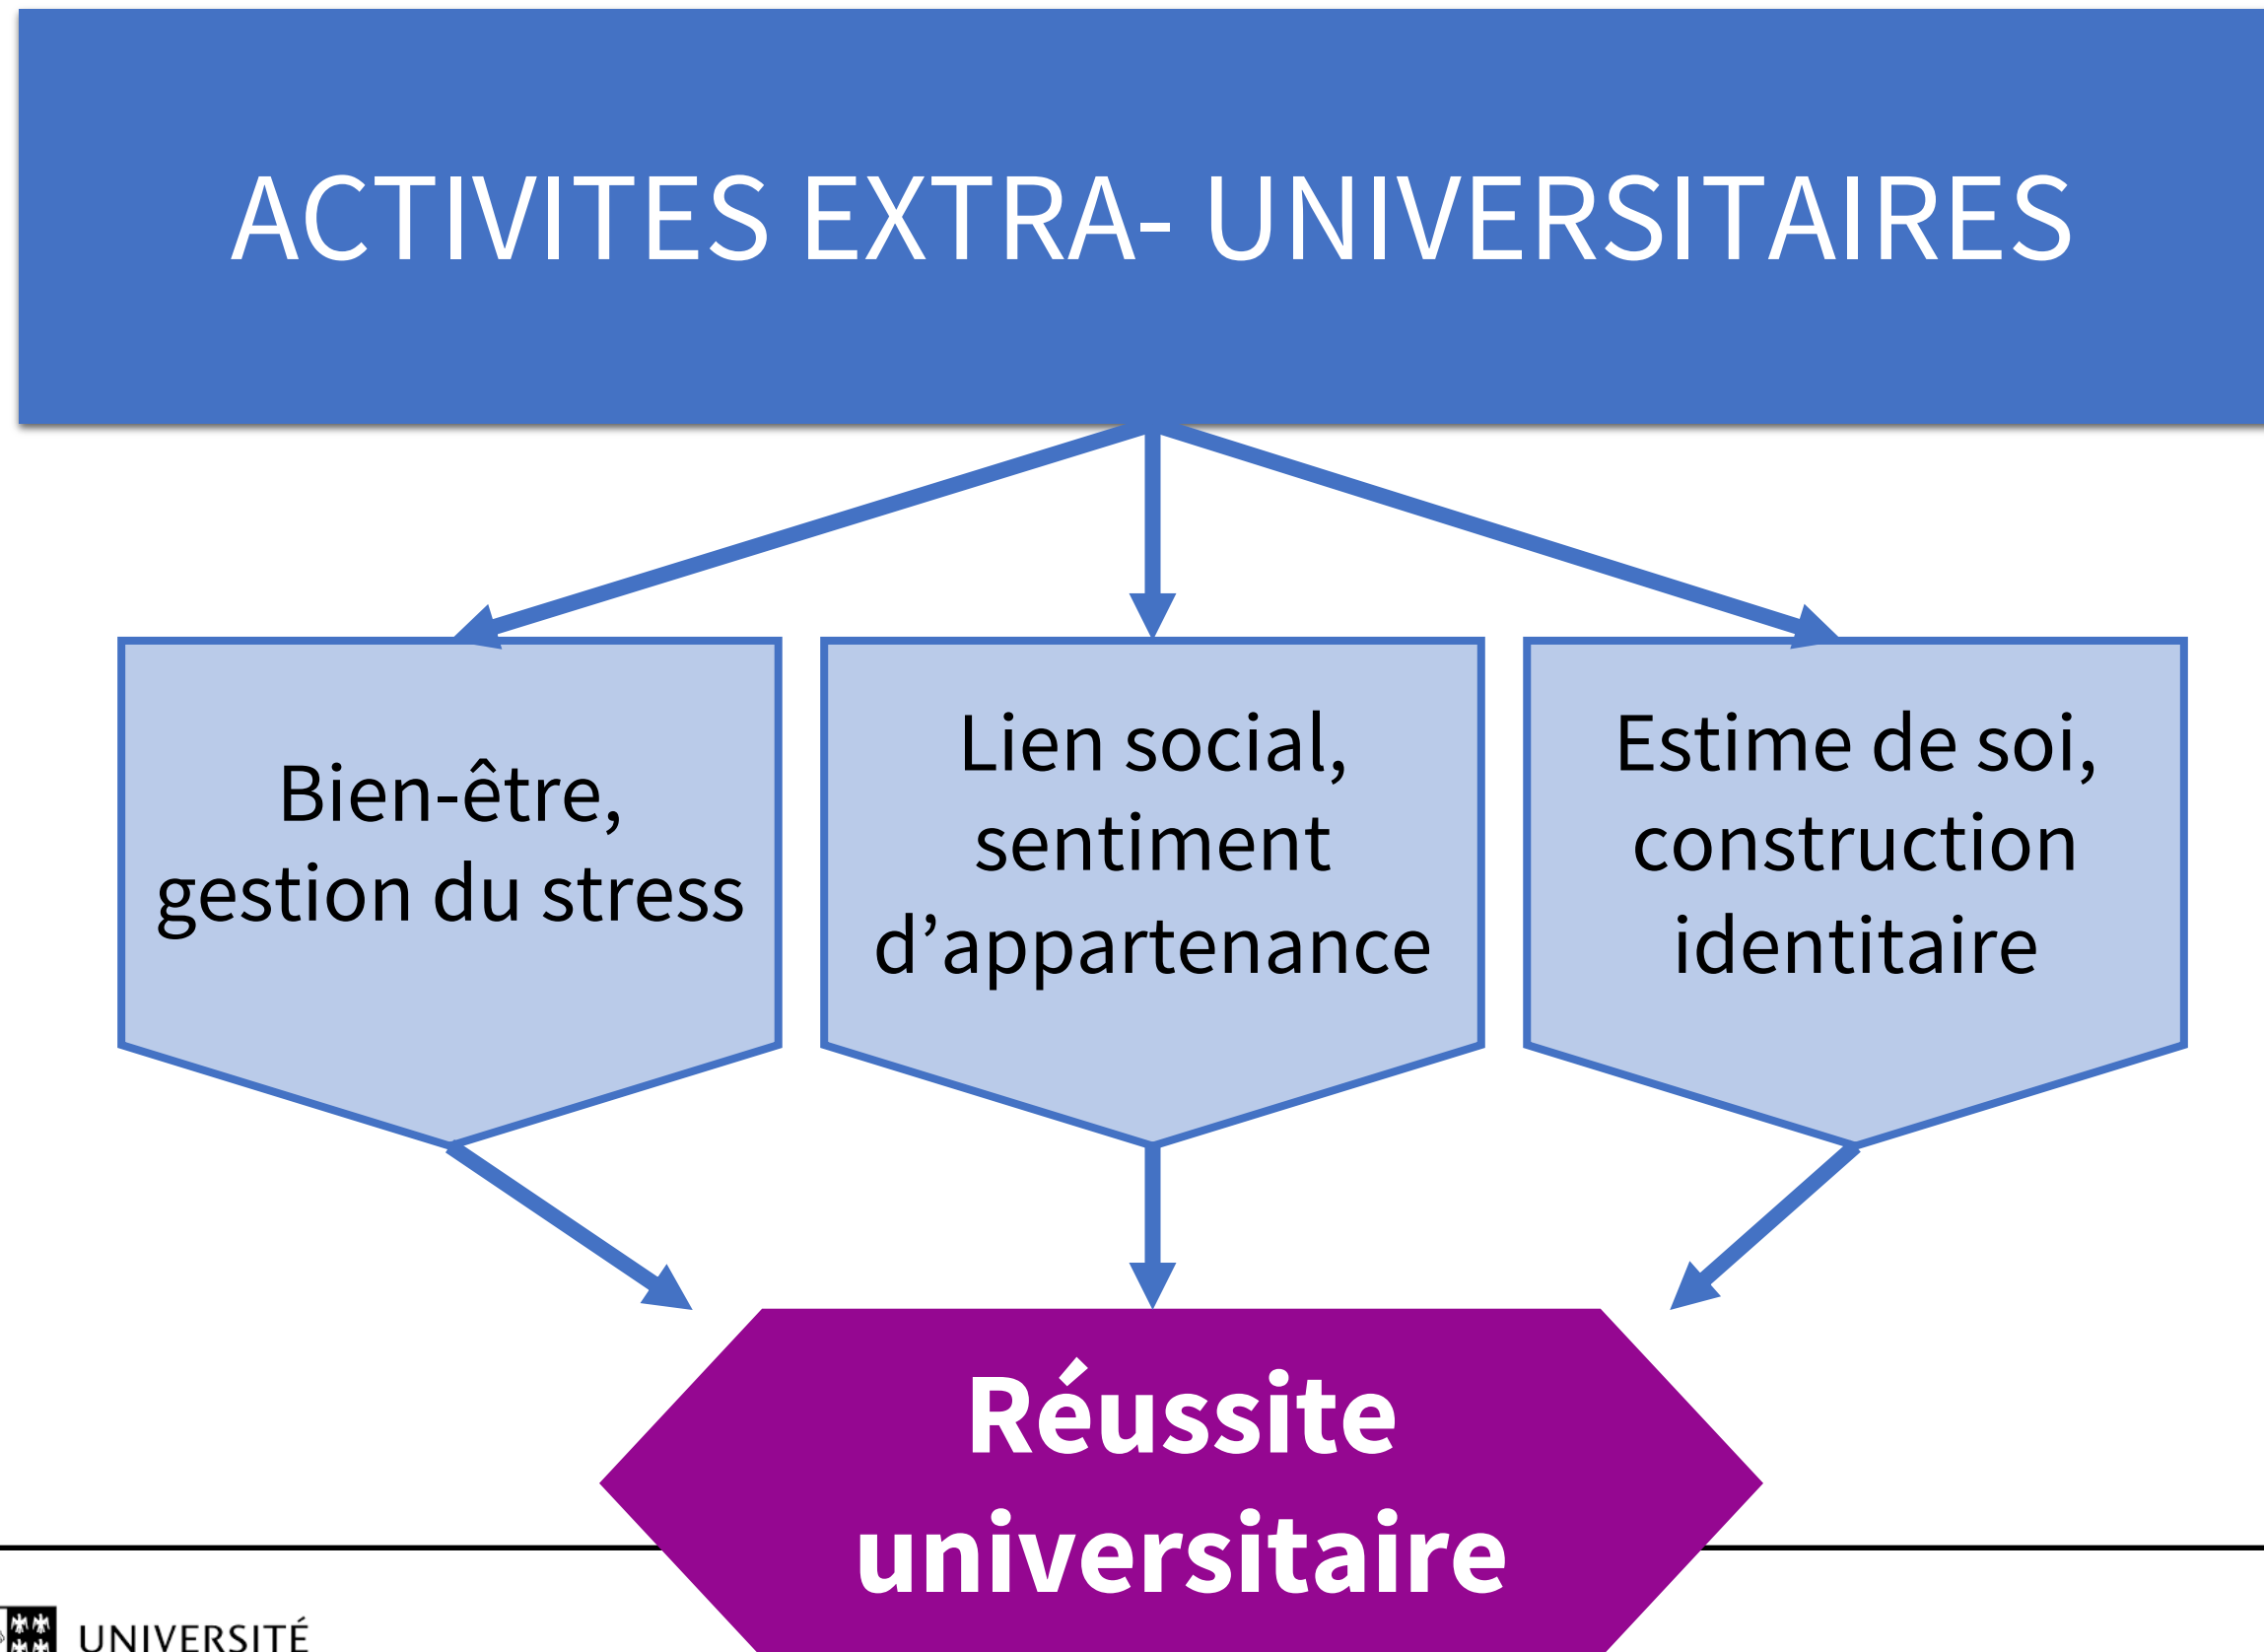 ACTIVITES EXTRA- UNIVERSITAIRES
Bien-être,
gestion du stress
Lien social,
sentiment
d’appartenance
Estime de soi,
construction
identitaire
Réussite
universitaire
UNIVERSITÉ